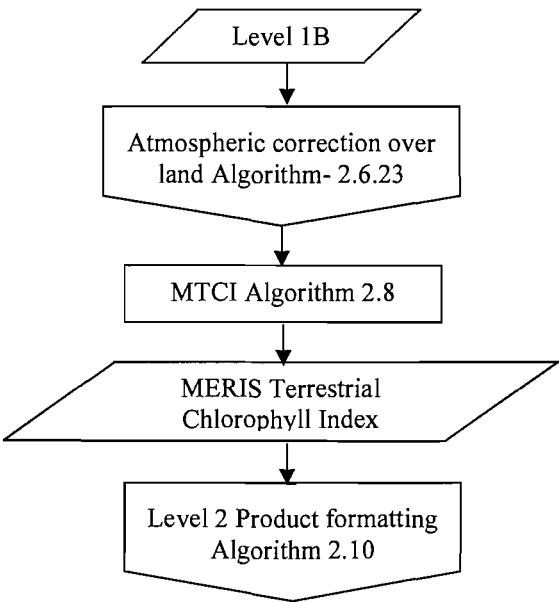 Level 1B
Atmospheric correction over
land Algorithm- 2.6.23
MTCI Algorithm 2.8
MERIS Terrestrial
Chlorophyll Index
Level 2 Product formatting
Algorithm 2.10